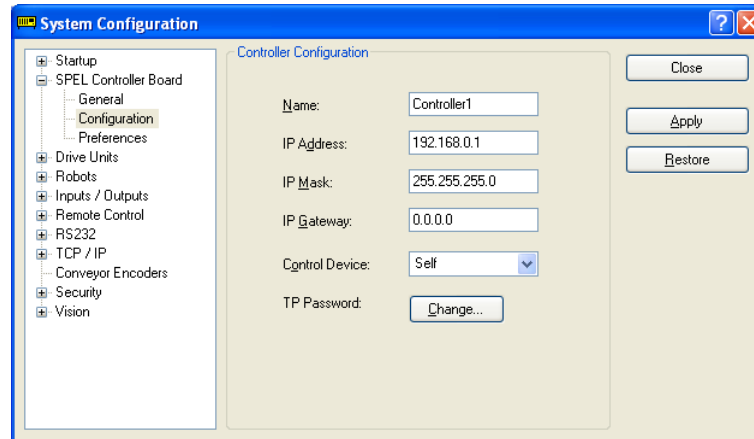 System Configuration
Startup
SPEL Controller Board
General
Configuration
Preferences
Drive Units
Robots
Inputs / Outputs
Remote Control
RS232
TCP / IP
Conveyor Encoders
Security
Vision
Controller Configuration
Name: Controller1
IP Address: 192.168.0.1
IP Mask: 255.255.255.0
IP Gateway: 0.0.0.0
Control Device: Self
TP Password: Change...
Close
Apply
Restore